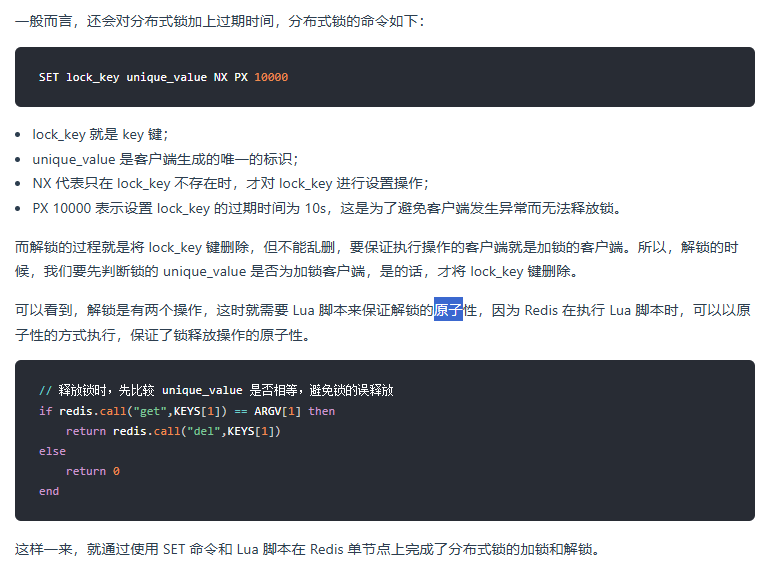 一般而言，还会对分布式锁加上过期时间，分布式锁的命令如下：
SET lock_key unique_value NX PX 10000
lock_key 就是 key 键；
unique_value 是客户端生成的唯一的标识；
NX 代表只在 lock_key 不存在时，才对 lock_key 进行设置操作；
PX 10000 表示设置 lock_key 的过期时间为 10s，这是为了避免客户端发生异常而无法释放锁。
而解锁的过程就是将 lock_key 键删除，但不能乱删，要保证执行操作的客户端就是加锁的客户端。所以，解锁的时
候，我们要先判断锁的 unique_value 是否为加锁客户端，是的话，才将 lock_key 键删除。
可以看到，解锁是有两个操作，这时就需要 Lua 脚本来保证解锁的原子性，因为 Redis 在执行 Lua 脚本时，可以以原
子性的方式执行，保证了锁释放操作的原子性。
// 释放锁时，先比较 unique_value 是否相等，避免锁的误释放
if redis.call("get",KEYS[1]) == ARGV[1] then
    return redis.call("del",KEYS[1])
else
    return 0
end
这样一来，就通过使用 SET 命令和 Lua 脚本在 Redis 单节点上完成了分布式锁的加锁和解锁。